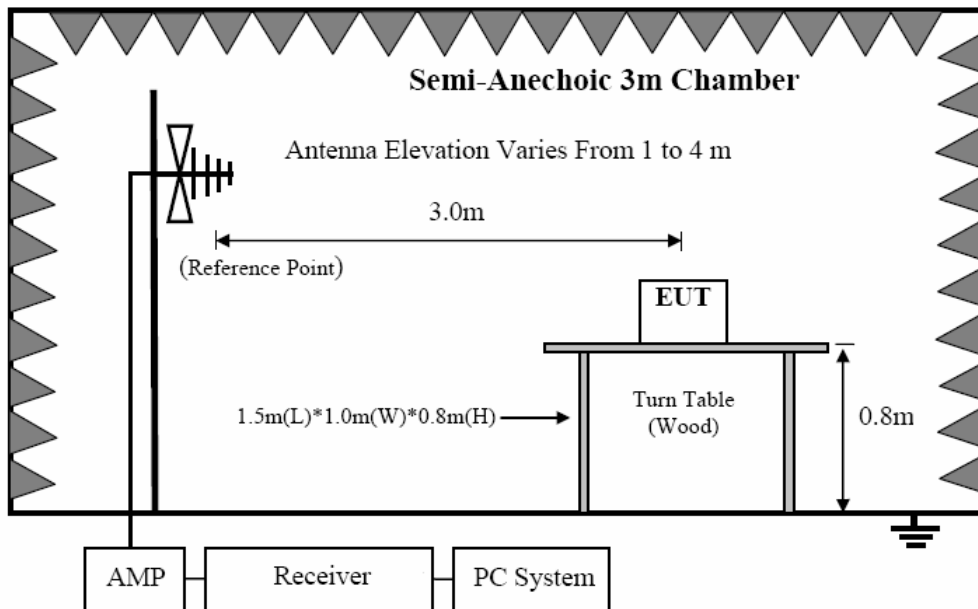 Semi-Anechoic 3m Chamber
Antenna Elevation Varies From 1 to 4 m
3.0m
(Reference Point)
EUT
1.5m(L)*1.0m(W)*0.8m(H)
Turn Table
(Wood)
0.8m
AMP
Receiver
PC System